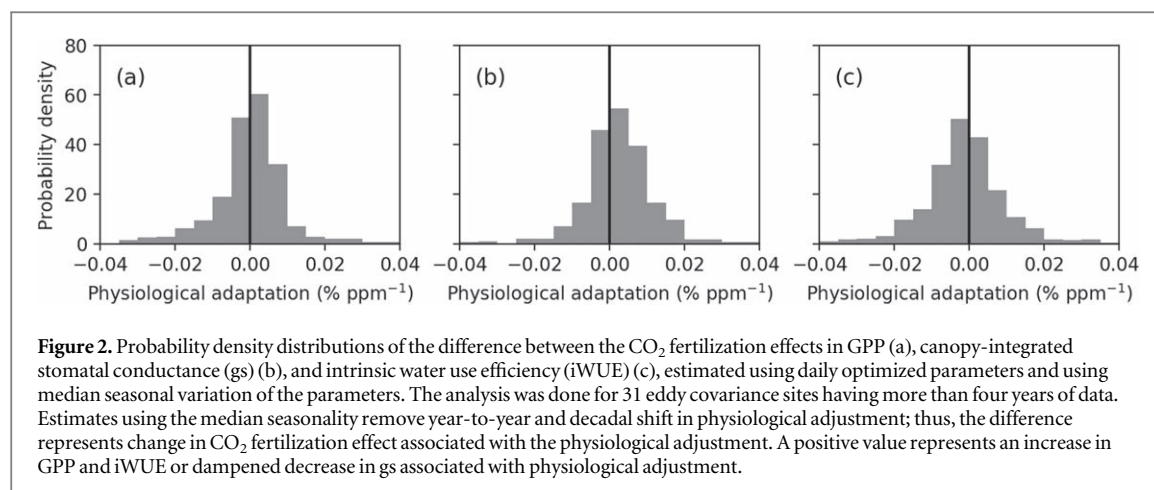 80
60
40
20
0
Probability density
(a)
(b)
(c)
−0.04 −0.02 0.00 0.02 0.04
−0.04 −0.02 0.00 0.02 0.04
−0.04 −0.02 0.00 0.02 0.04
Physiological adaptation (% ppm⁻¹)
Physiological adaptation (% ppm⁻¹)
Physiological adaptation (% ppm⁻¹)
Figure 2. Probability density distributions of the difference between the CO₂ fertilization effects in GPP (a), canopy-integrated
stomatal conductance (gs) (b), and intrinsic water use efficiency (iWUE) (c), estimated using daily optimized parameters and using
median seasonal variation of the parameters. The analysis was done for 31 eddy covariance sites having more than four years of data.
Estimates using the median seasonality remove year-to-year and decadal shift in physiological adjustment; thus, the difference
represents change in CO₂ fertilization effect associated with the physiological adjustment. A positive value represents an increase in
GPP and iWUE or dampened decrease in gs associated with physiological adjustment.